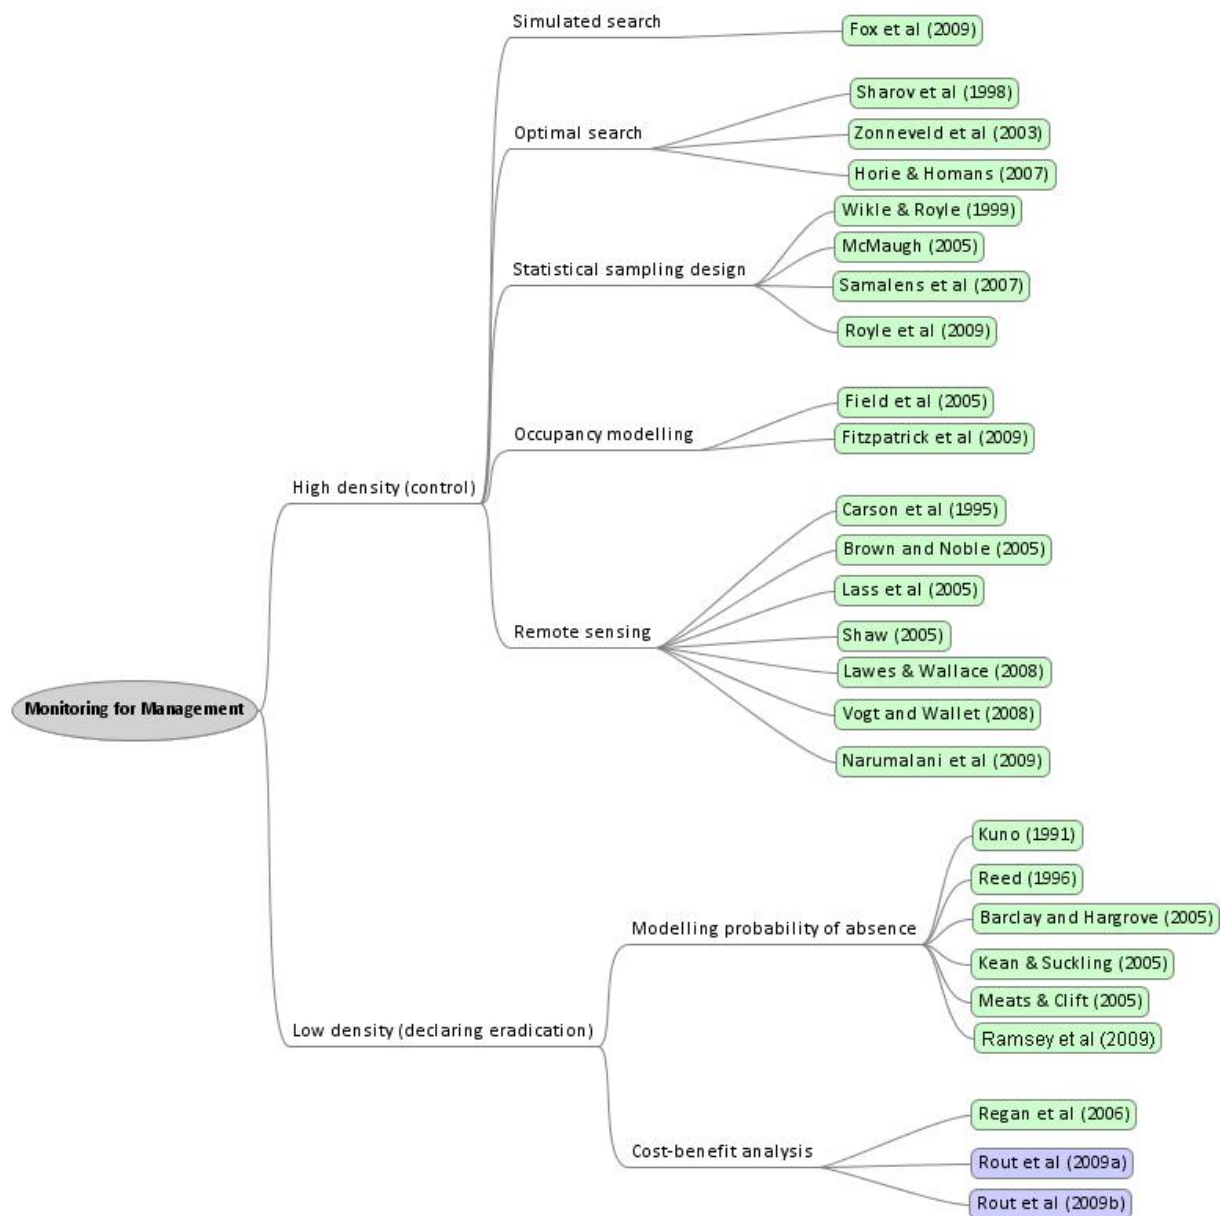 Simulated search
Fox et al (2009)
Sharov et al (1998)
Optimal search
Zonneveld et al (2003)
Horie & Homans (2007)
Wikle & Royle (1999)
McMaugh (2005)
Statistical sampling design
Samalens et al (2007)
Royle et al (2009)
Field et al (2005)
Occupancy modelling
Fitzpatrick et al (2009)
High density (control)
Carson et al (1995)
Brown and Noble (2005)
Lass et al (2005)
Remote sensing
Shaw (2005)
Lawes & Wallace (2008)
Monitoring for Management
Vogt and Wallet (2008)
Narumalani et al (2009)
Kuno (1991)
Reed (1996)
Modelling probability of absence
Barclay and Hargrove (2005)
Kean & Suckling (2005)
Meats & Clift (2005)
Low density (declaring eradication)
Ramsey et al (2009)
Regan et al (2006)
Cost-benefit analysis
Rout et al (2009a)
Rout et al (2009b)